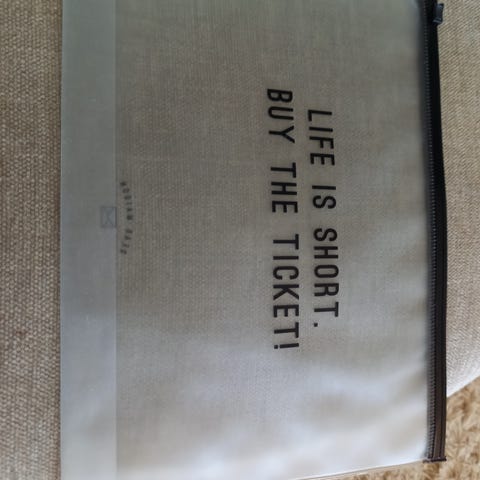 LIFE IS SHORT.
BUY THE TICKET!